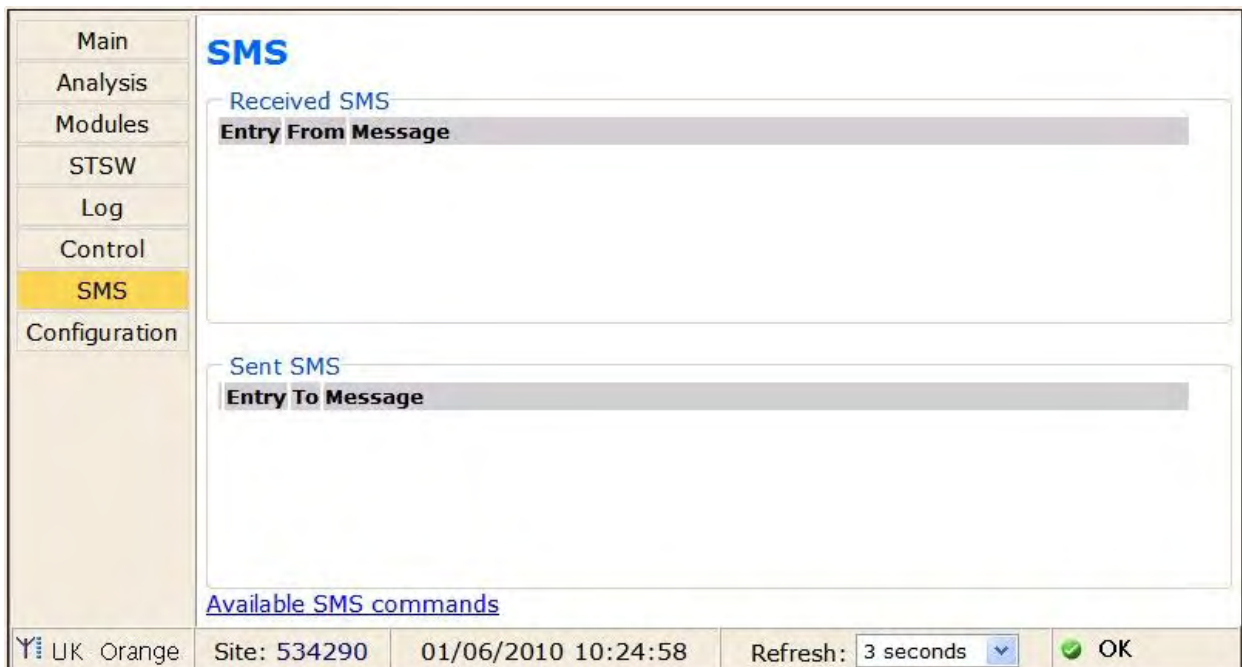 Main
Analysis
Modules
STSW
Log
Control
SMS
Configuration
SMS
Received SMS
Entry From Message
Sent SMS
Entry To Message
Available SMS commands
UK Orange Site: 534290 01/06/2010 10:24:58 Refresh: 3 seconds OK